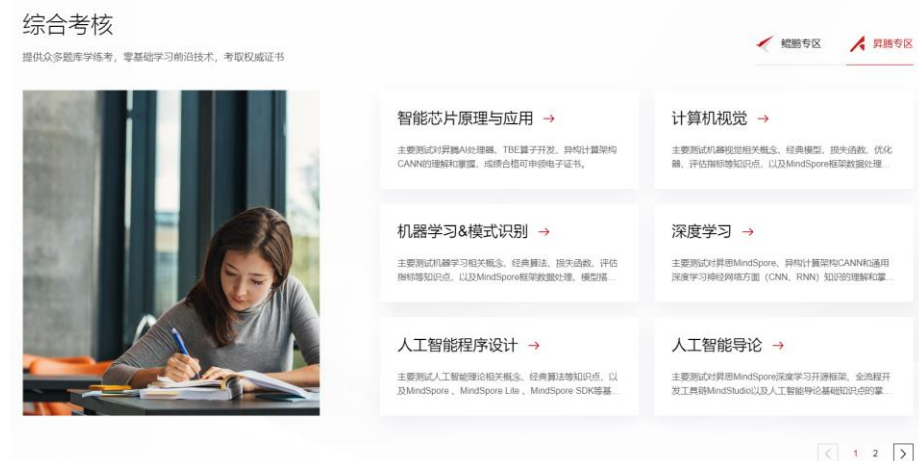 综合考核
提供众多题库学练考，零基础学习前沿技术，考取权威证书
鲲鹏专区
昇腾专区
智能芯片原理与应用 →
主要测试对昇腾AI处理器、TBE算子开发、异构计算架构
CANN的理解和掌握，成绩合格可申领电子证书。
计算机视觉 →
主要测试机器视觉相关概念、经典模型、损失函数、优化
器、评估指标等知识点，以及MindSpore框架数据处理...
机器学习&模式识别 →
主要测试机器学习相关概念、经典算法、损失函数、评估
指标等知识点，以及MindSpore框架数据处理、模型搭...
深度学习 →
主要测试对昇思MindSpore、异构计算架构CANN和通用
深度学习神经网络方面（CNN、RNN）知识的理解和掌...
人工智能程序设计 →
主要测试人工智能理论相关概念、经典算法等知识点，以
及MindSpore 、MindSpore Lite 、MindSpore SDK等基...
人工智能导论 →
主要测试对昇思MindSpore深度学习开源框架、全流程开
发工具链MindStudio以及人工智能导论基础知识点的掌...
< 1 2 >